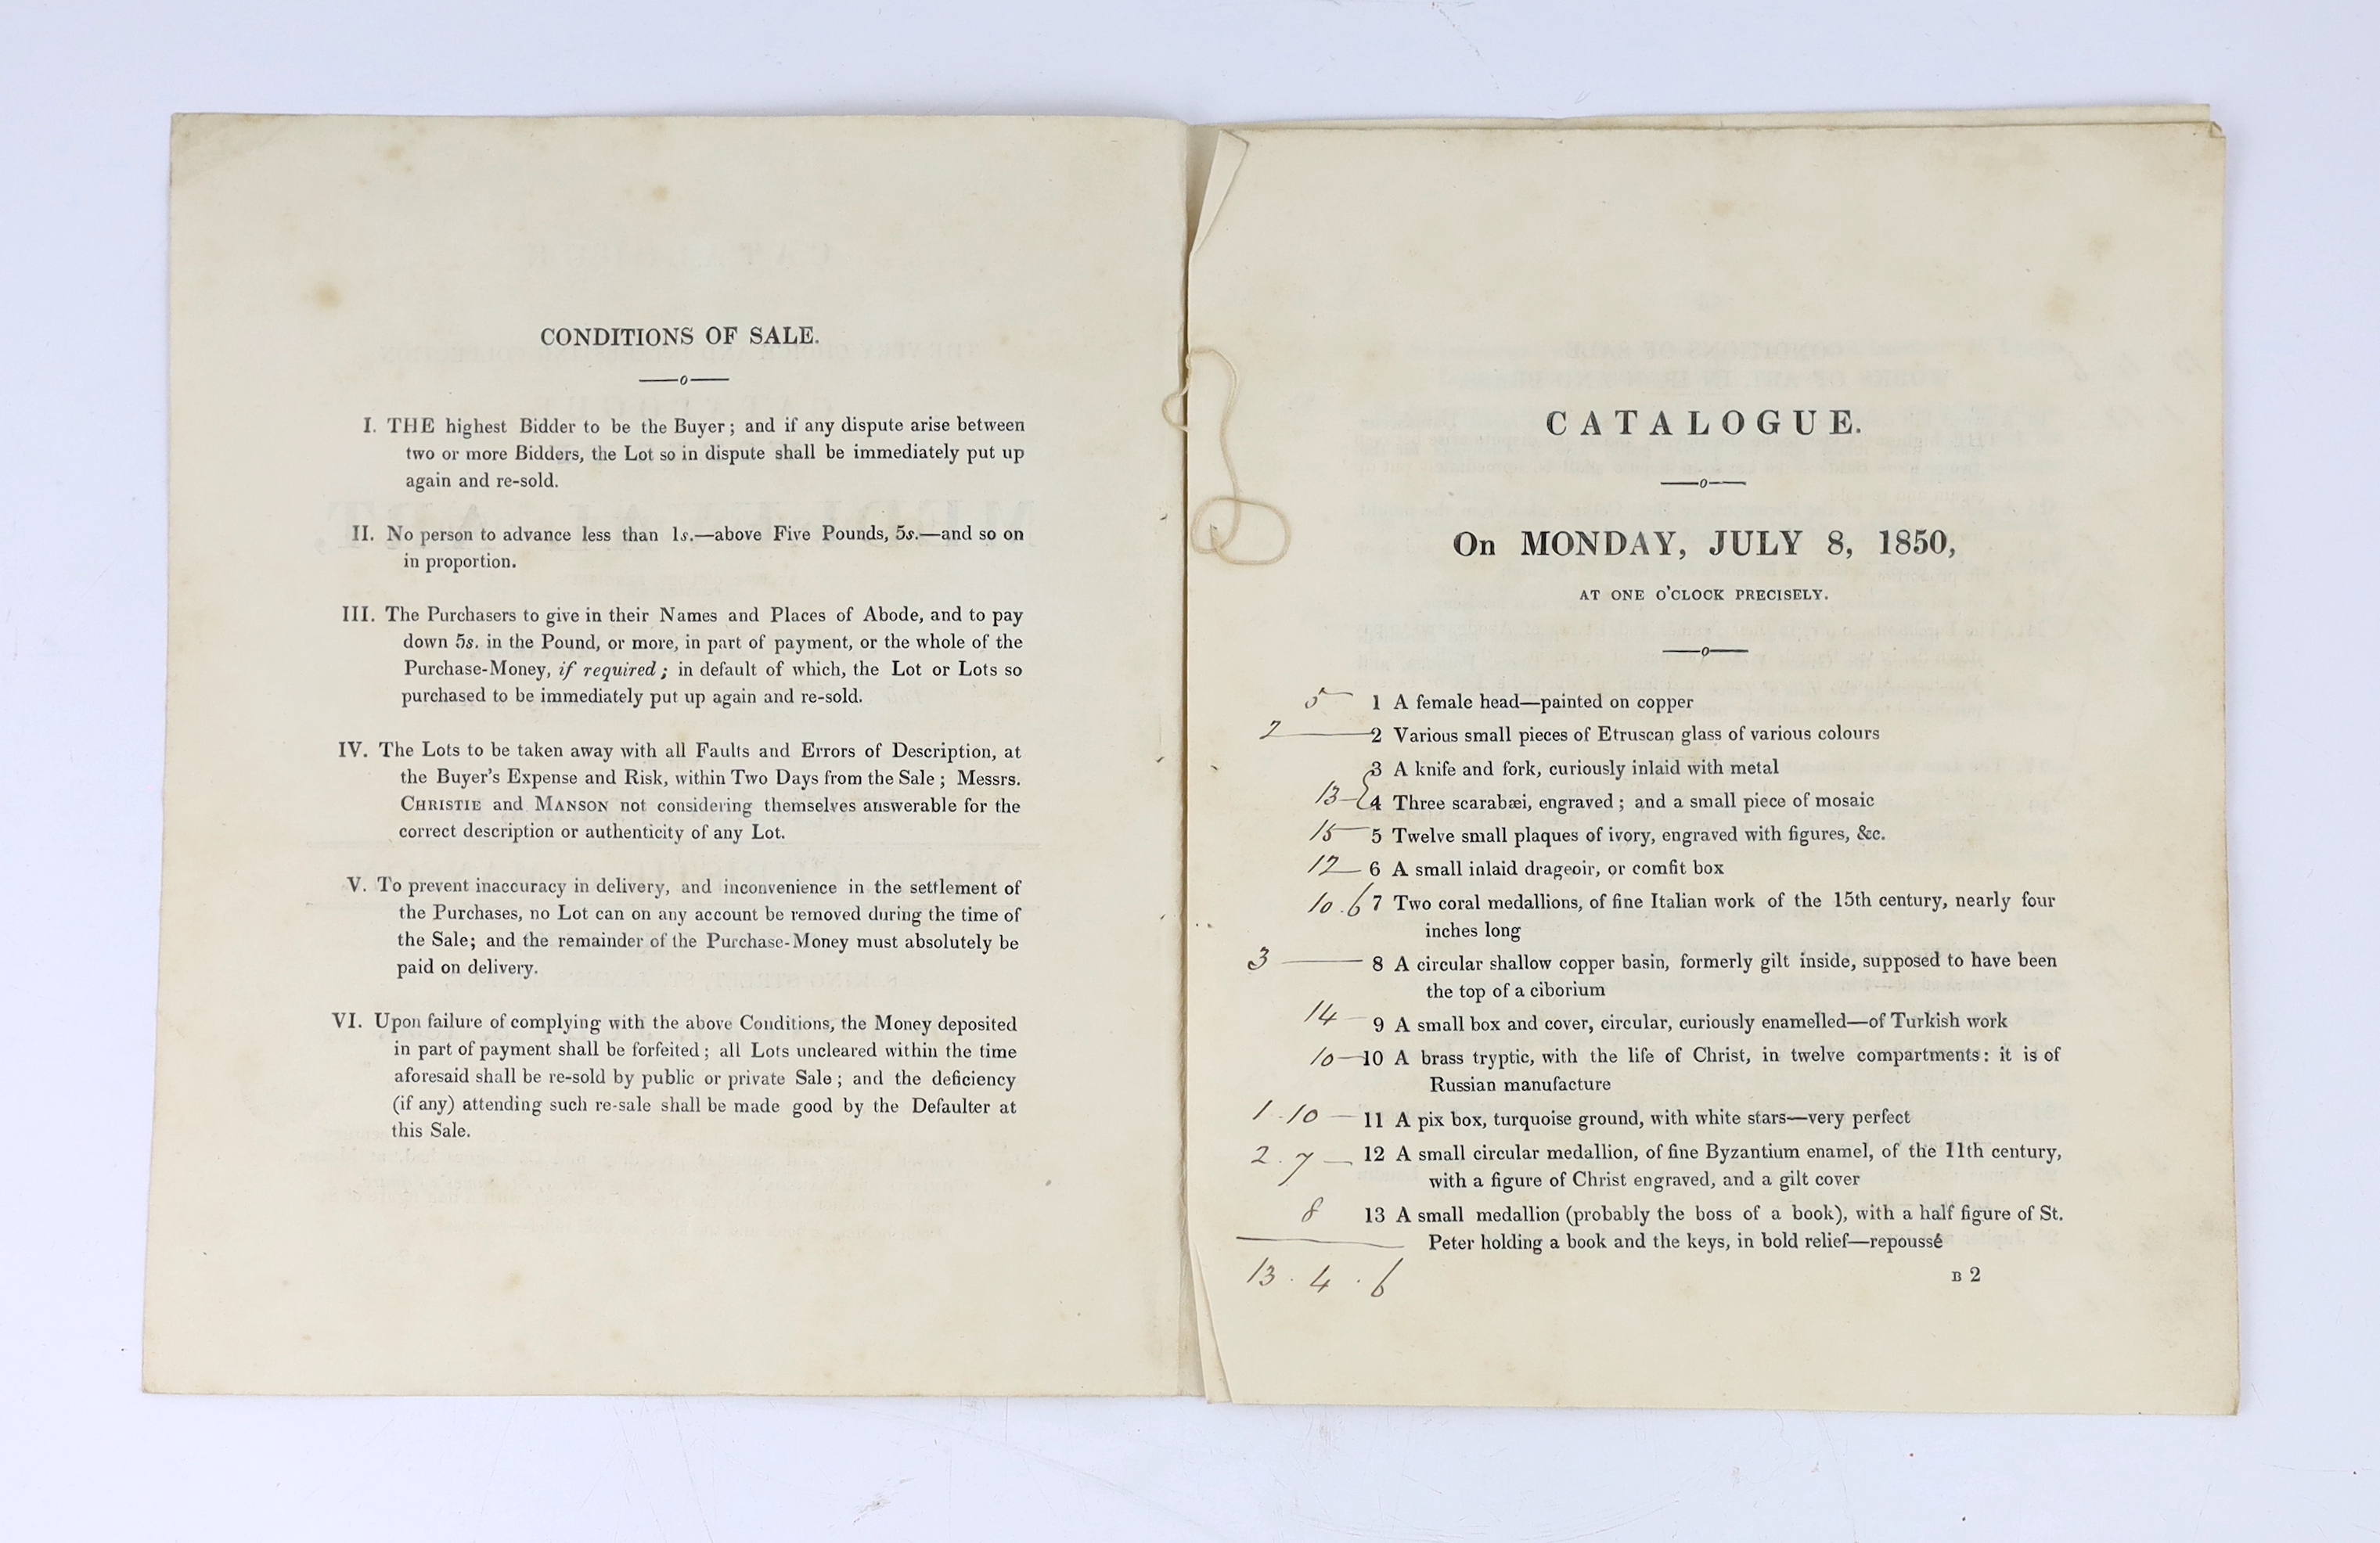 CONDITIONS OF SALE.
I. THE highest Bidder to be the Buyer; and if any dispute arise between
two or more Bidders, the Lot so in dispute shall be immediately put up
again and re-sold.
II. No person to advance less than 1s.—above Five Pounds, 5s.—and so on
in proportion.
III. The Purchasers to give in their Names and Places of Abode, and to pay
down 5s. in the Pound, or more, in part of payment, or the whole of the
Purchase-Money, if required; in default of which, the Lot or Lots so
purchased to be immediately put up again and re-sold.
IV. The Lots to be taken away with all Faults and Errors of Description, at
the Buyer's Expense and Risk, within Two Days from the Sale; Messrs.
CHRISTIE and MANSON not considering themselves answerable for the
correct description or authenticity of any Lot.
V. To prevent inaccuracy in delivery, and inconvenience in the settlement of
the Purchases, no Lot can on any account be removed during the time of
the Sale; and the remainder of the Purchase-Money must absolutely be
paid on delivery.
VI. Upon failure of complying with the above Conditions, the Money deposited
in part of payment shall be forfeited; all Lots uncleared within the time
aforesaid shall be re-sold by public or private Sale; and the deficiency
(if any) attending such re-sale shall be made good by the Defaulter at
this Sale.
CATALOGUE.
On MONDAY, JULY 8, 1850,
AT ONE O'CLOCK PRECISELY.
5 — 1 A female head—painted on copper
2 — 2 Various small pieces of Etruscan glass of various colours
3 A knife and fork, curiously inlaid with metal
13 — { 4 Three scarabæi, engraved; and a small piece of mosaic
15 — 5 Twelve small plaques of ivory, engraved with figures, &c.
12 — 6 A small inlaid drageoir, or comfit box
10.6 7 Two coral medallions, of fine Italian work of the 15th century, nearly four
inches long
3 — 8 A circular shallow copper basin, formerly gilt inside, supposed to have been
the top of a ciborium
14 — 9 A small box and cover, circular, curiously enamelled—of Turkish work
10 — 10 A brass tryptic, with the life of Christ, in twelve compartments: it is of
Russian manufacture
1.10 — 11 A pix box, turquoise ground, with white stars—very perfect
2.7 — 12 A small circular medallion, of fine Byzantium enamel, of the 11th century,
with a figure of Christ engraved, and a gilt cover
8 13 A small medallion (probably the boss of a book), with a half figure of St.
Peter holding a book and the keys, in bold relief—repoussé
13.4.6
B 2